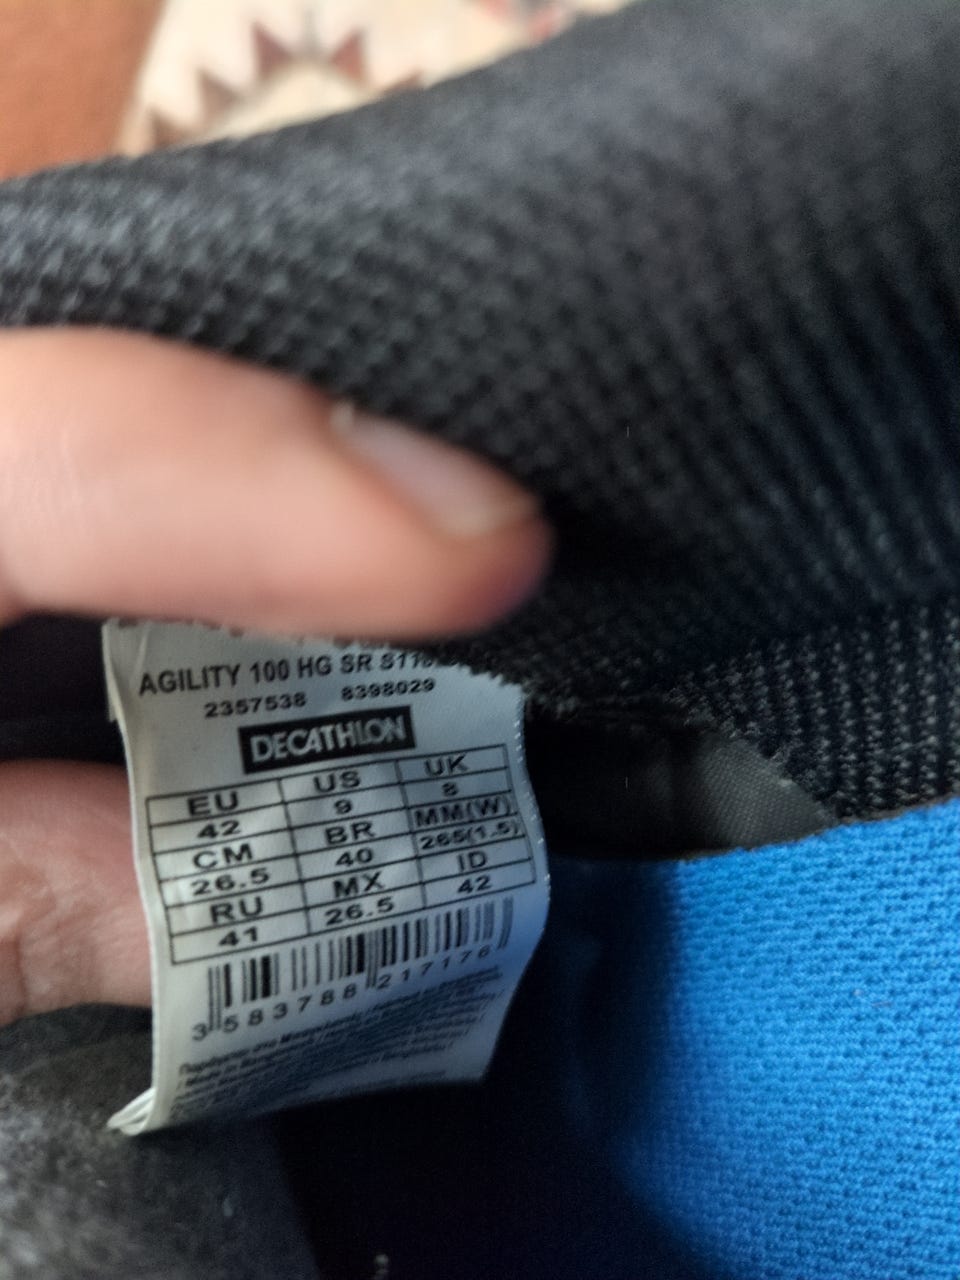 AGILITY 100 HG SR
2357538 8398029
DECATHLON
EU US UK
42 9 8
CM BR MM(W)
26.5 40 265(1.5)
RU MX ID
41 26.5 42
3 583788 217176